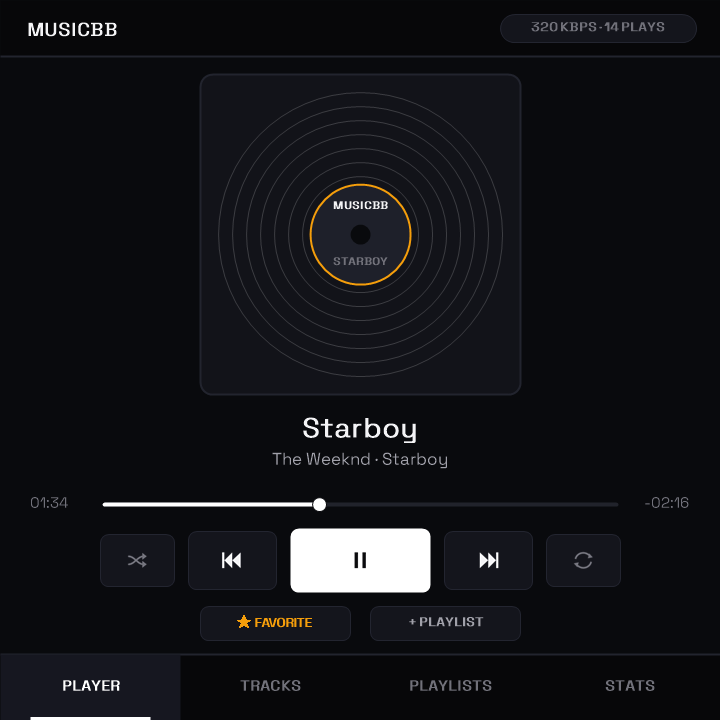 MUSICBB
320 KBPS · 14 PLAYS
MUSICBB
STARBOY
Starboy
The Weeknd · Starboy
01:34
-02:16
FAVORITE
+ PLAYLIST
PLAYER
TRACKS
PLAYLISTS
STATS